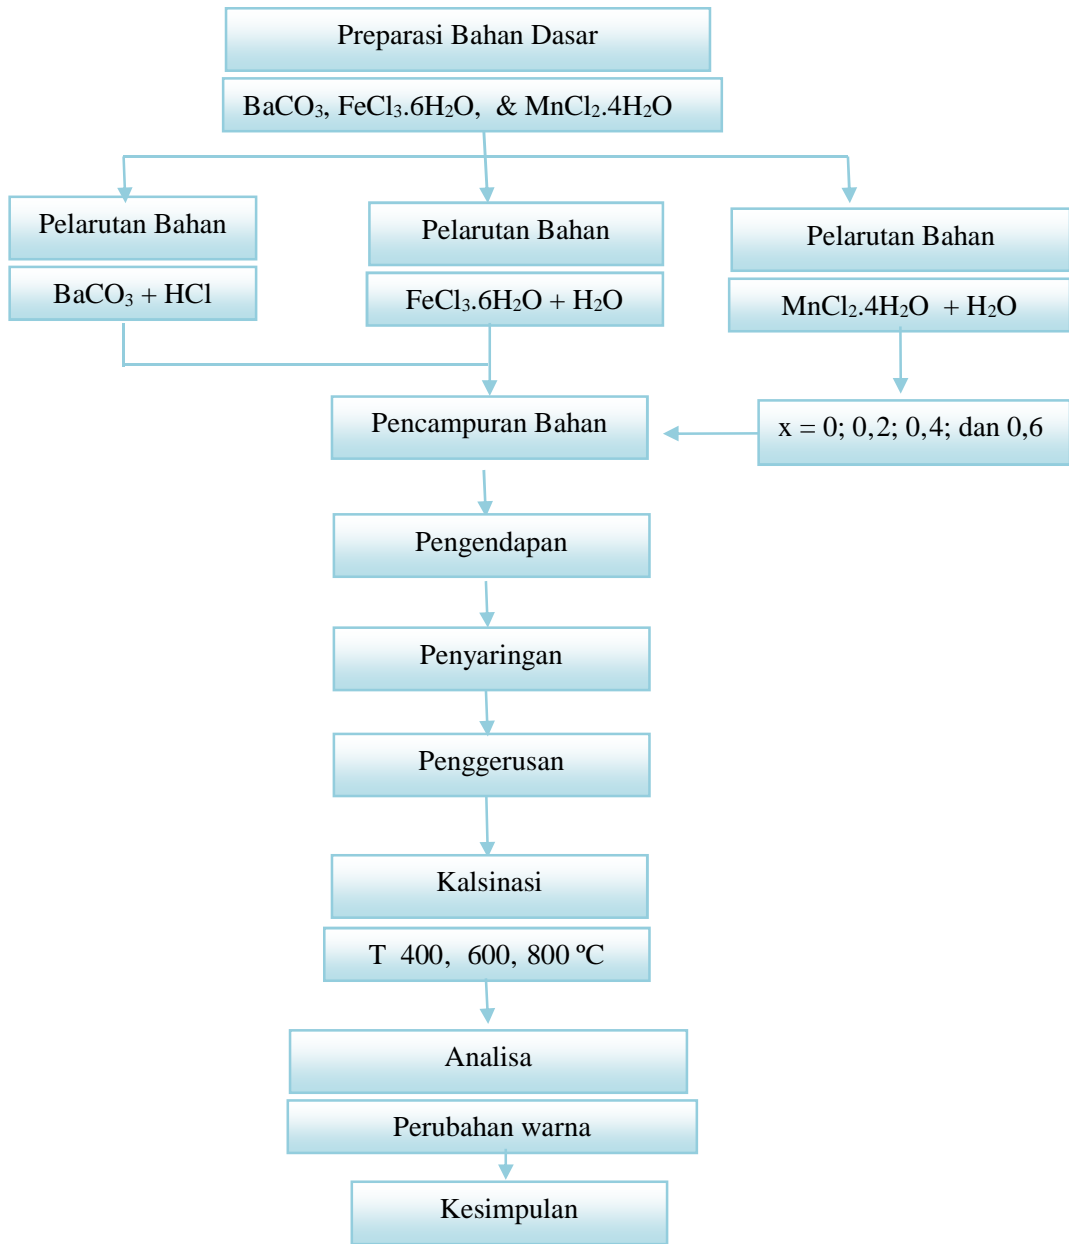 Preparasi Bahan Dasar
BaCO₃, FeCl₃.6H₂O, & MnCl₂.4H₂O
Pelarutan Bahan
BaCO₃ + HCl
Pelarutan Bahan
FeCl₃.6H₂O + H₂O
Pelarutan Bahan
MnCl₂.4H₂O + H₂O
x = 0; 0,2; 0,4; dan 0,6
Pencampuran Bahan
Pengendapan
Penyaringan
Penggerusan
Kalsinasi
T 400, 600, 800 ºC
Analisa
Perubahan warna
Kesimpulan